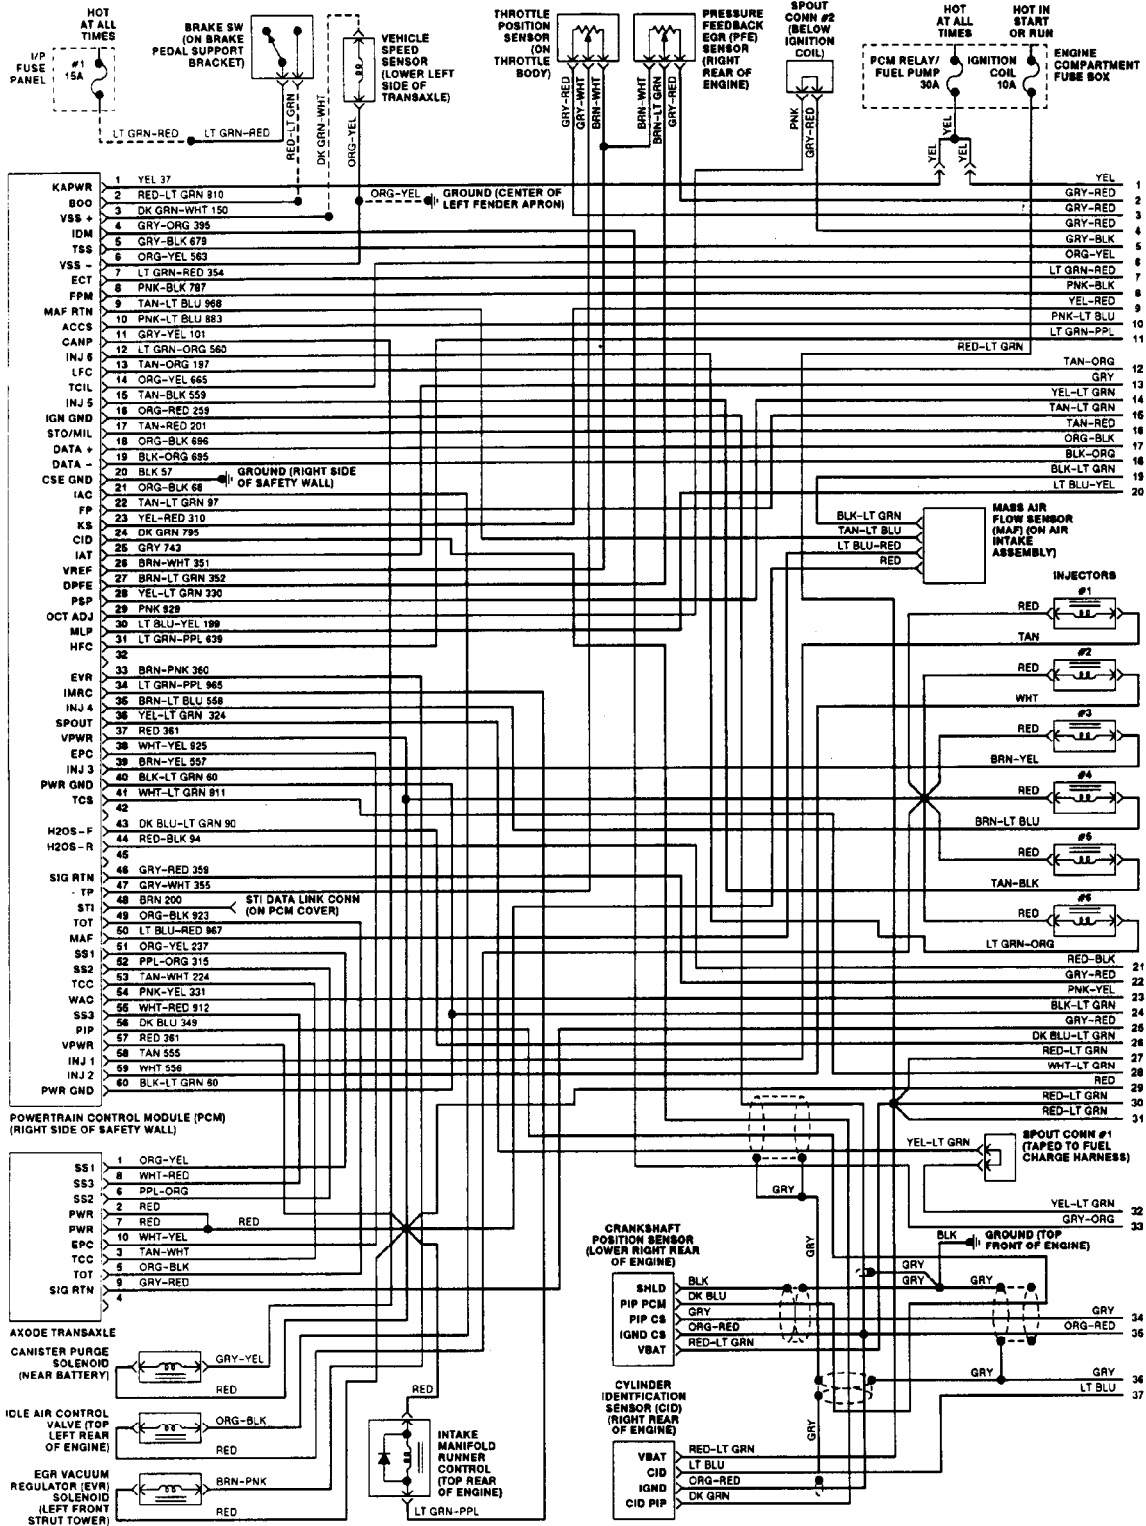 HOT
AT ALL
TIMES
I/P
FUSE
PANEL
#1
15A
BRAKE SW
(ON BRAKE
PEDAL SUPPORT
BRACKET)
LT GRN-RED
LT GRN-RED
RED-LT GRN
DK GRN-WHT
ORG-YEL
VEHICLE
SPEED
SENSOR
(LOWER LEFT
SIDE OF
TRANSAXLE)
THROTTLE
POSITION
SENSOR
(ON
THROTTLE
BODY)
GRY-RED
GRY-WHT
BRN-WHT
BRN-WHT
BRN-LT GRN
GRY-RED
PRESSURE
FEEDBACK
EGR (PFE)
SENSOR
(RIGHT
REAR OF
ENGINE)
SPOUT
CONN #2
(BELOW
IGNITION
COIL)
PNK
GRY-RED
HOT
AT ALL
TIMES
HOT IN
START
OR RUN
PCM RELAY/
FUEL PUMP
30A
IGNITION
COIL
10A
ENGINE
COMPARTMENT
FUSE BOX
YEL
YEL
YEL
ORG-YEL
GROUND (CENTER OF
LEFT FENDER APRON)
KAPWR 1 YEL 37
BOO 2 RED-LT GRN 810
VSS + 3 DK GRN-WHT 150
IDM 4 GRY-ORG 395
TSS 5 GRY-BLK 679
VSS - 6 ORG-YEL 563
ECT 7 LT GRN-RED 354
FPM 8 PNK-BLK 787
MAF RTN 9 TAN-LT BLU 968
ACCS 10 PNK-LT BLU 883
CANP 11 GRY-YEL 101
INJ 6 12 LT GRN-ORG 560
LFC 13 TAN-ORG 197
TCIL 14 ORG-YEL 665
INJ 5 15 TAN-BLK 559
IGN GND 16 ORG-RED 259
STO/MIL 17 TAN-RED 201
DATA + 18 ORG-BLK 696
DATA - 19 BLK-ORG 695
CSE GND 20 BLK 57
IAC 21 ORG-BLK 68
FP 22 TAN-LT GRN 97
KS 23 YEL-RED 310
CID 24 DK GRN 795
IAT 25 GRY 743
VREF 26 BRN-WHT 351
DPFE 27 BRN-LT GRN 352
PSP 28 YEL-LT GRN 330
OCT ADJ 29 PNK 929
MLP 30 LT BLU-YEL 199
HFC 31 LT GRN-PPL 639
32
EVR 33 BRN-PNK 360
IMRC 34 LT GRN-PPL 965
INJ 4 35 BRN-LT BLU 558
SPOUT 36 YEL-LT GRN 324
VPWR 37 RED 361
EPC 38 WHT-YEL 925
INJ 3 39 BRN-YEL 557
PWR GND 40 BLK-LT GRN 60
TCS 41 WHT-LT GRN 911
42
H2OS-F 43 DK BLU-LT GRN 90
H2OS-R 44 RED-BLK 94
45
SIG RTN 46 GRY-RED 359
TP 47 GRY-WHT 355
STI 48 BRN 200
TOT 49 ORG-BLK 923
MAF 50 LT BLU-RED 967
SS1 51 ORG-YEL 237
SS2 52 PPL-ORG 315
TCC 53 TAN-WHT 224
WAC 54 PNK-YEL 331
SS3 55 WHT-RED 912
PIP 56 DK BLU 349
VPWR 57 RED 361
INJ 1 58 TAN 555
INJ 2 59 WHT 556
PWR GND 60 BLK-LT GRN 60
POWERTRAIN CONTROL MODULE (PCM)
(RIGHT SIDE OF SAFETY WALL)
GROUND (RIGHT SIDE
OF SAFETY WALL)
STI DATA LINK CONN
(ON PCM COVER)
YEL 1
GRY-RED 2
GRY-RED 3
GRY-RED 4
GRY-BLK 5
ORG-YEL 6
LT GRN-RED 7
PNK-BLK 8
YEL-RED 9
PNK-LT BLU 10
LT GRN-PPL 11
RED-LT GRN
TAN-ORG 12
GRY 13
YEL-LT GRN 14
TAN-LT GRN 15
TAN-RED 16
ORG-BLK 17
BLK-ORG 18
BLK-LT GRN 19
LT BLU-YEL 20
BLK-LT GRN
TAN-LT BLU
LT BLU-RED
RED
MASS AIR
FLOW SENSOR
(MAF) (ON AIR
INTAKE
ASSEMBLY)
INJECTORS
#1
RED
TAN
#2
RED
WHT
#3
RED
BRN-YEL
#4
RED
BRN-LT BLU
#5
RED
TAN-BLK
#6
RED
LT GRN-ORG
RED-BLK 21
GRY-RED 22
PNK-YEL 23
BLK-LT GRN 24
GRY-RED 25
DK BLU-LT GRN 26
RED-LT GRN 27
WHT-LT GRN 28
RED 29
RED-LT GRN 30
RED-LT GRN 31
YEL-LT GRN
SPOUT CONN #1
(TAPED TO FUEL
CHARGE HARNESS)
YEL-LT GRN 32
GRY-ORG 33
GRY
GRY
BLK
GROUND (TOP
FRONT OF ENGINE)
SS1 1 ORG-YEL
SS3 8 WHT-RED
SS2 6 PPL-ORG
PWR 2 RED
PWR 7 RED
RED
EPC 10 WHT-YEL
TCC 3 TAN-WHT
TOT 5 ORG-BLK
SIG RTN 9 GRY-RED
4
AXODE TRANSAXLE
CRANKSHAFT
POSITION SENSOR
(LOWER RIGHT REAR
OF ENGINE)
SHLD BLK
PIP PCM DK BLU
PIP CS GRY
IGND CS ORG-RED
VBAT RED-LT GRN
GRY
GRY
GRY
GRY 34
ORG-RED 35
GRY
GRY 36
LT BLU 37
CANISTER PURGE
SOLENOID
(NEAR BATTERY)
GRY-YEL
RED
IDLE AIR CONTROL
VALVE (TOP
LEFT REAR
OF ENGINE)
ORG-BLK
RED
EGR VACUUM
REGULATOR (EVR)
SOLENOID
(LEFT FRONT
STRUT TOWER)
BRN-PNK
RED
RED
INTAKE
MANIFOLD
RUNNER
CONTROL
(TOP REAR
OF ENGINE)
LT GRN-PPL
CYLINDER
IDENTFICATION
SENSOR (CID)
(RIGHT REAR
OF ENGINE)
VBAT RED-LT GRN
CID LT BLU
IGND ORG-RED
CID PIP DK GRN
GRY